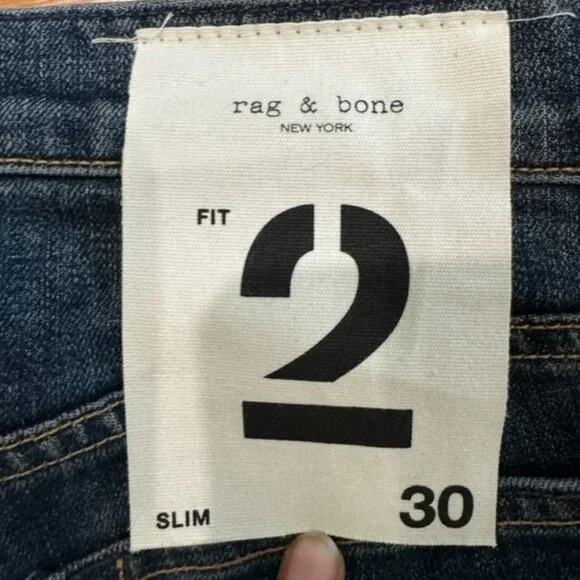 rag & bone
NEW YORK
FIT
2
SLIM
30